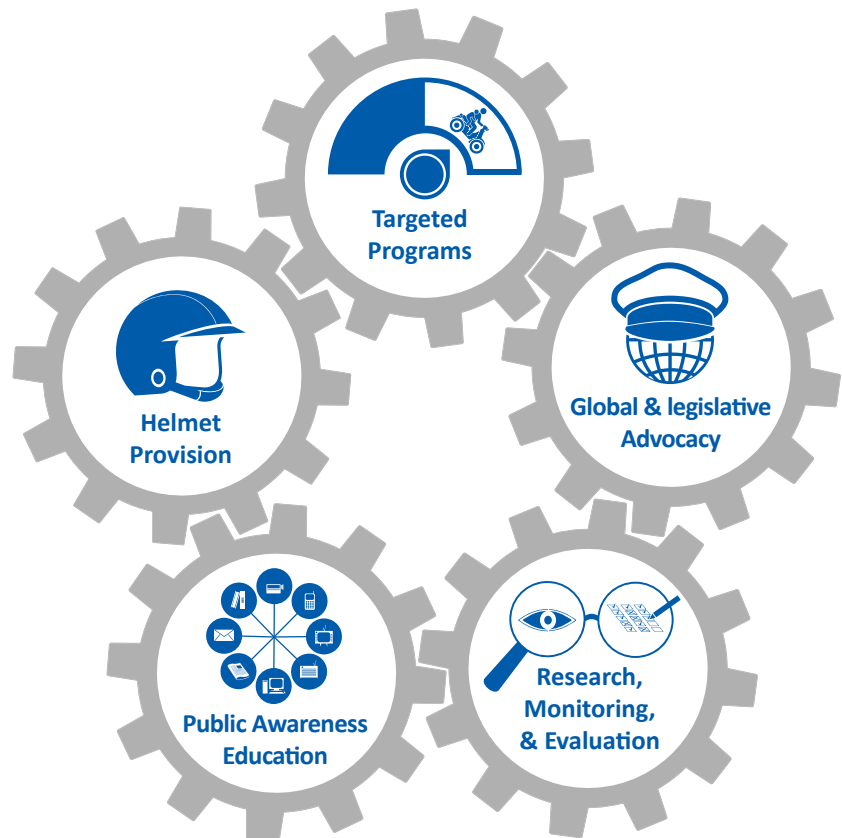 Targeted
Programs
Helmet
Provision
Global & legislative
Advocacy
Public Awareness
Education
Research,
Monitoring,
& Evaluation